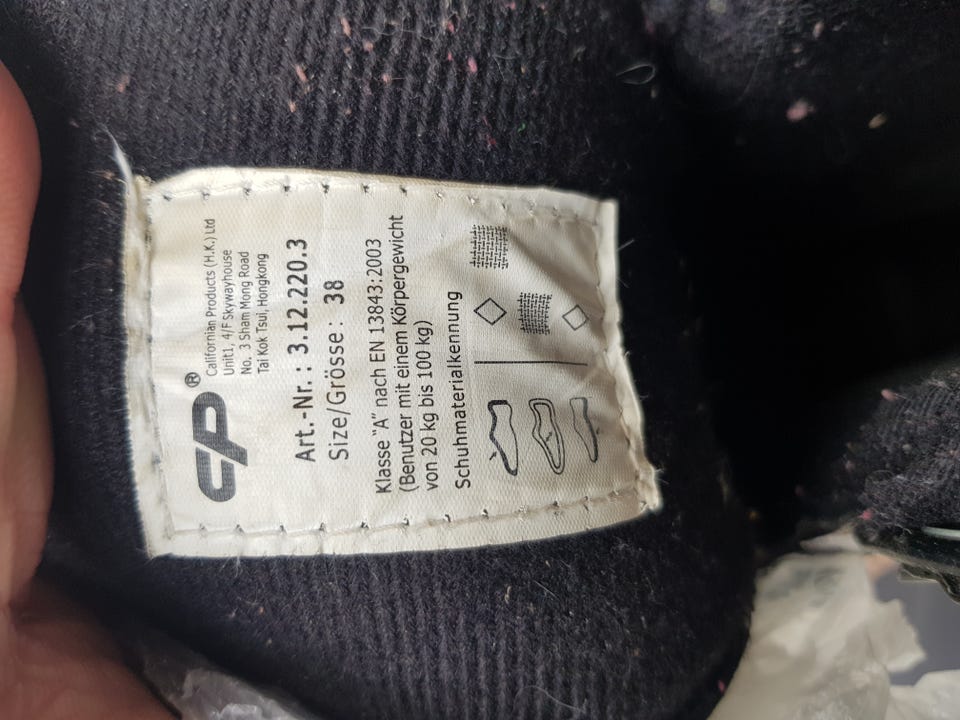 CP®
Californian Products (H.K.) Ltd
Unit1, 4/F Skywayhouse
No. 3 Sham Mong Road
Tai Kok Tsui, Hongkong
Art.-Nr.: 3.12.220.3
Size/Grösse: 38
Klasse "A" nach EN 13843:2003
(Benutzer mit einem Körpergewicht
von 20 kg bis 100 kg)
Schuhmaterialkennung